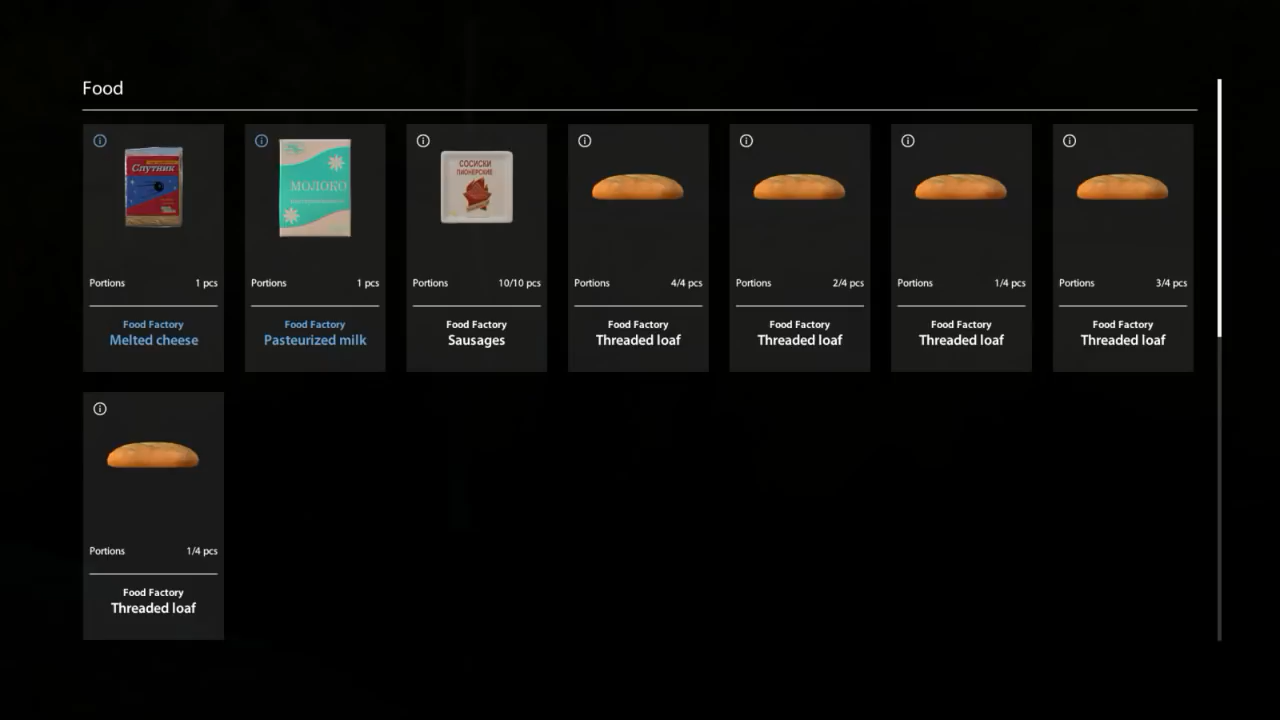 Food
Спутник
Portions 1 pcs
Food Factory
Melted cheese
МОЛОКО
Portions 1 pcs
Food Factory
Pasteurized milk
СОСИСКИ
ПИОНЕРСКИЕ
Portions 10/10 pcs
Food Factory
Sausages
Portions 4/4 pcs
Food Factory
Threaded loaf
Portions 2/4 pcs
Food Factory
Threaded loaf
Portions 1/4 pcs
Food Factory
Threaded loaf
Portions 3/4 pcs
Food Factory
Threaded loaf
Portions 1/4 pcs
Food Factory
Threaded loaf